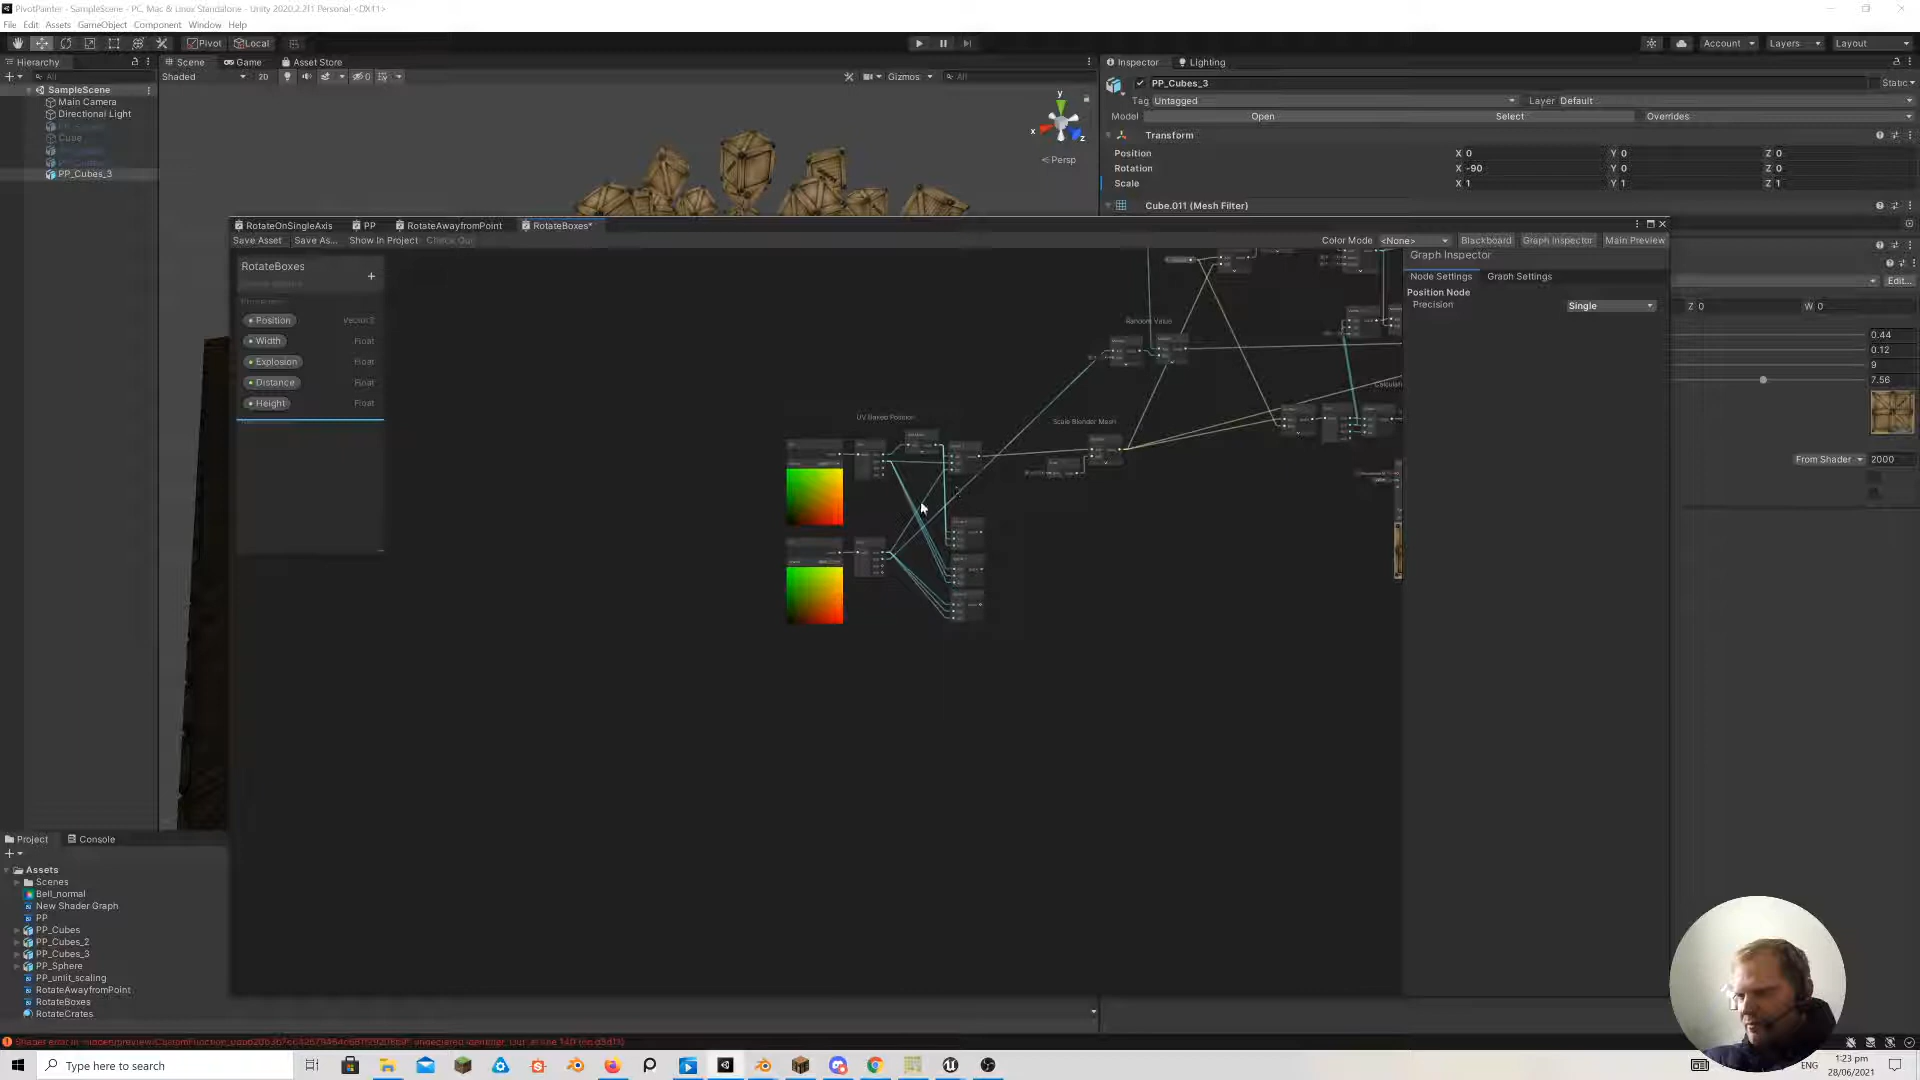 PivotPainter - SampleScene - PC, Mac & Linux Standalone - Unity 2020.2.2f1 Personal <DX11>
File Edit Assets GameObject Component Window Help
Pivot Local
Account Layers Layout
Hierarchy
Scene Game Asset Store
Inspector Lighting
All
Shaded 2D Gizmos All
SampleScene
Main Camera
Directional Light
Cube
PP_Cubes_3
y
x
z
Persp
PP_Cubes_3 Static
Tag Untagged Layer Default
Model Open Select Overrides
Transform
Position X 0 Y 0 Z 0
Rotation X -90 Y 0 Z 0
Scale X 1 Y 1 Z 1
Cube.011 (Mesh Filter)
RotateOnSingleAxis PP RotateAwayfromPoint RotateBoxes*
Save Asset Save As... Show In Project Check Out
Color Mode <None> Blackboard Graph Inspector Main Preview
RotateBoxes
Position
Width Float
Explosion Float
Distance Float
Height Float
Random Value
UV Baked Position
Scale Blender Mesh
Graph Inspector
Node Settings Graph Settings
Position Node
Precision Single
Edit...
Z 0 W 0
0.44
0.12
9
7.56
From Shader 2000
Project Console
Assets
Scenes
Bell_normal
New Shader Graph
PP
PP_Cubes
PP_Cubes_2
PP_Cubes_3
PP_Sphere
PP_unlit_scaling
RotateAwayfromPoint
RotateBoxes
RotateCrates
Type here to search
ENG
1:23 pm
28/06/2021